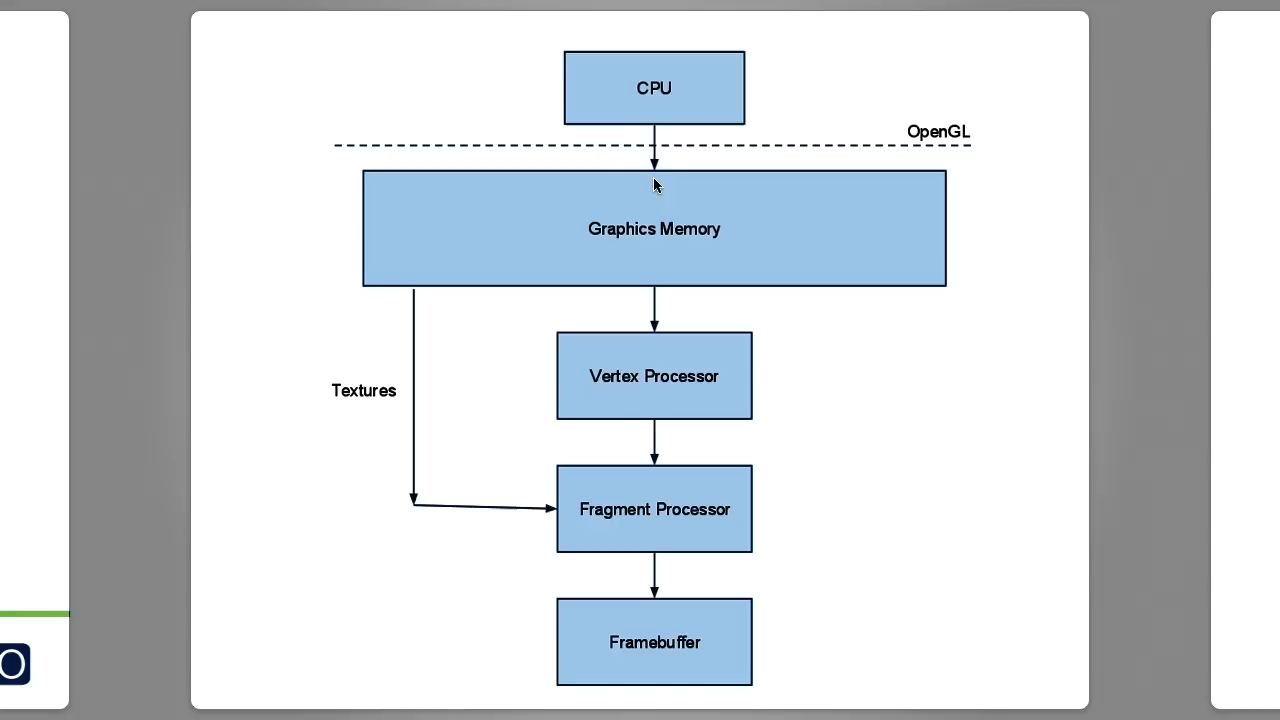 CPU
OpenGL
Graphics Memory
Vertex Processor
Textures
Fragment Processor
Framebuffer
O